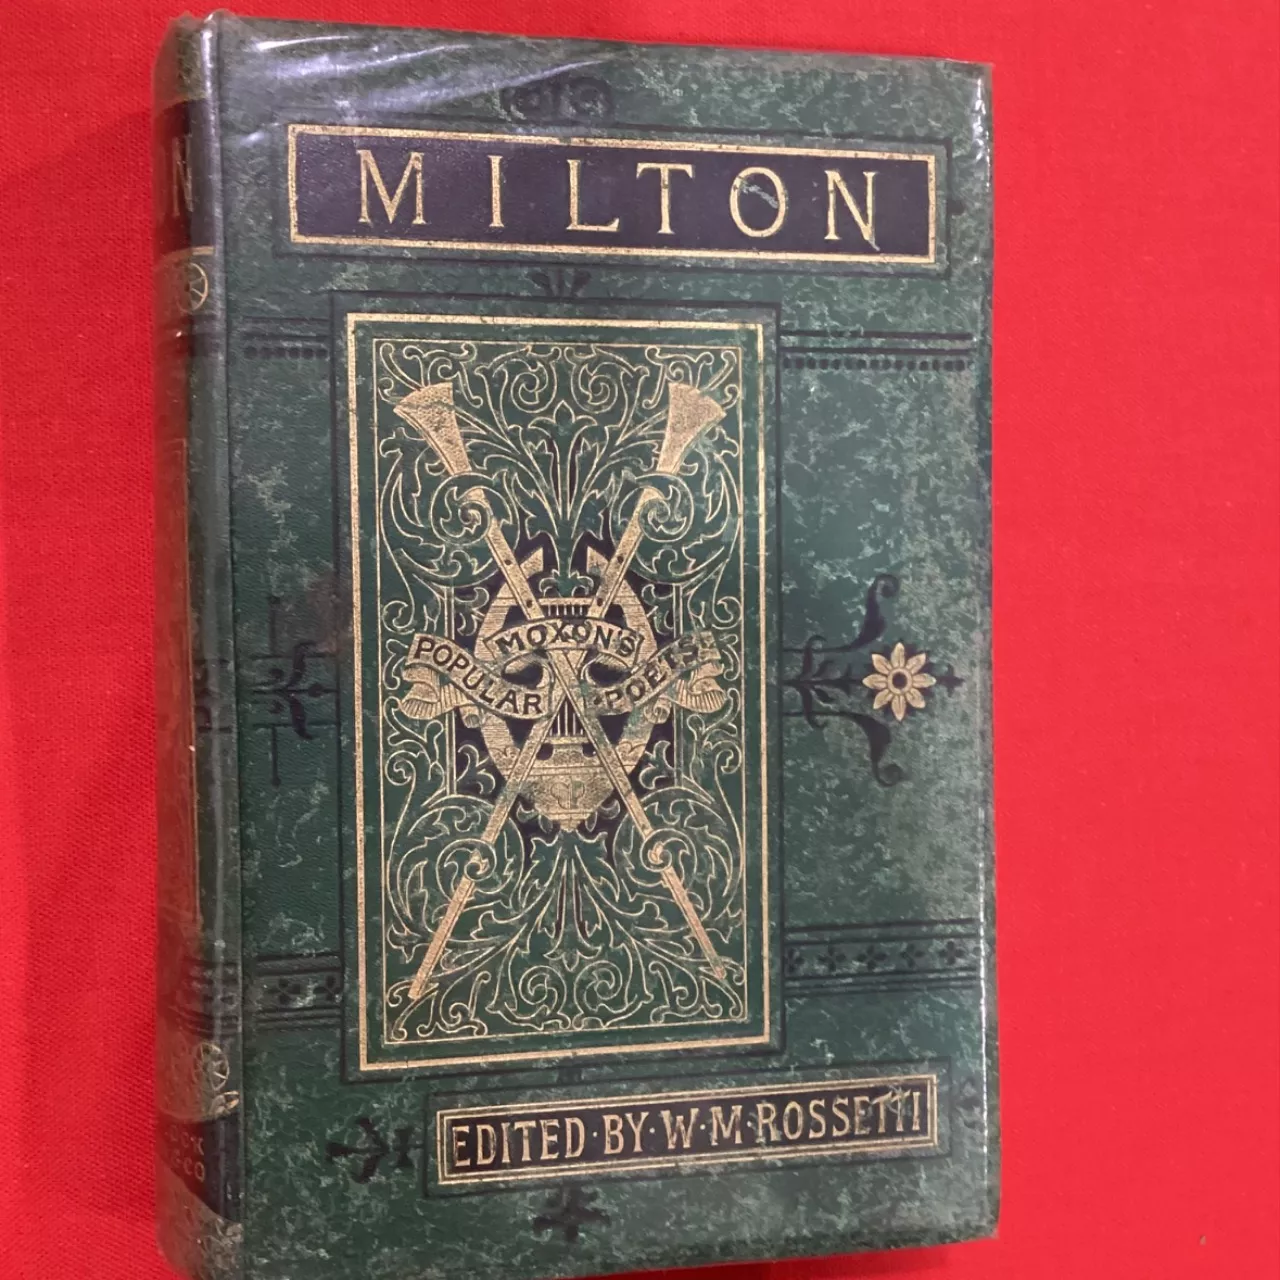 MILTON
MOXON'S
POPULAR POETS
EDITED·BY·W·M·ROSSETTI